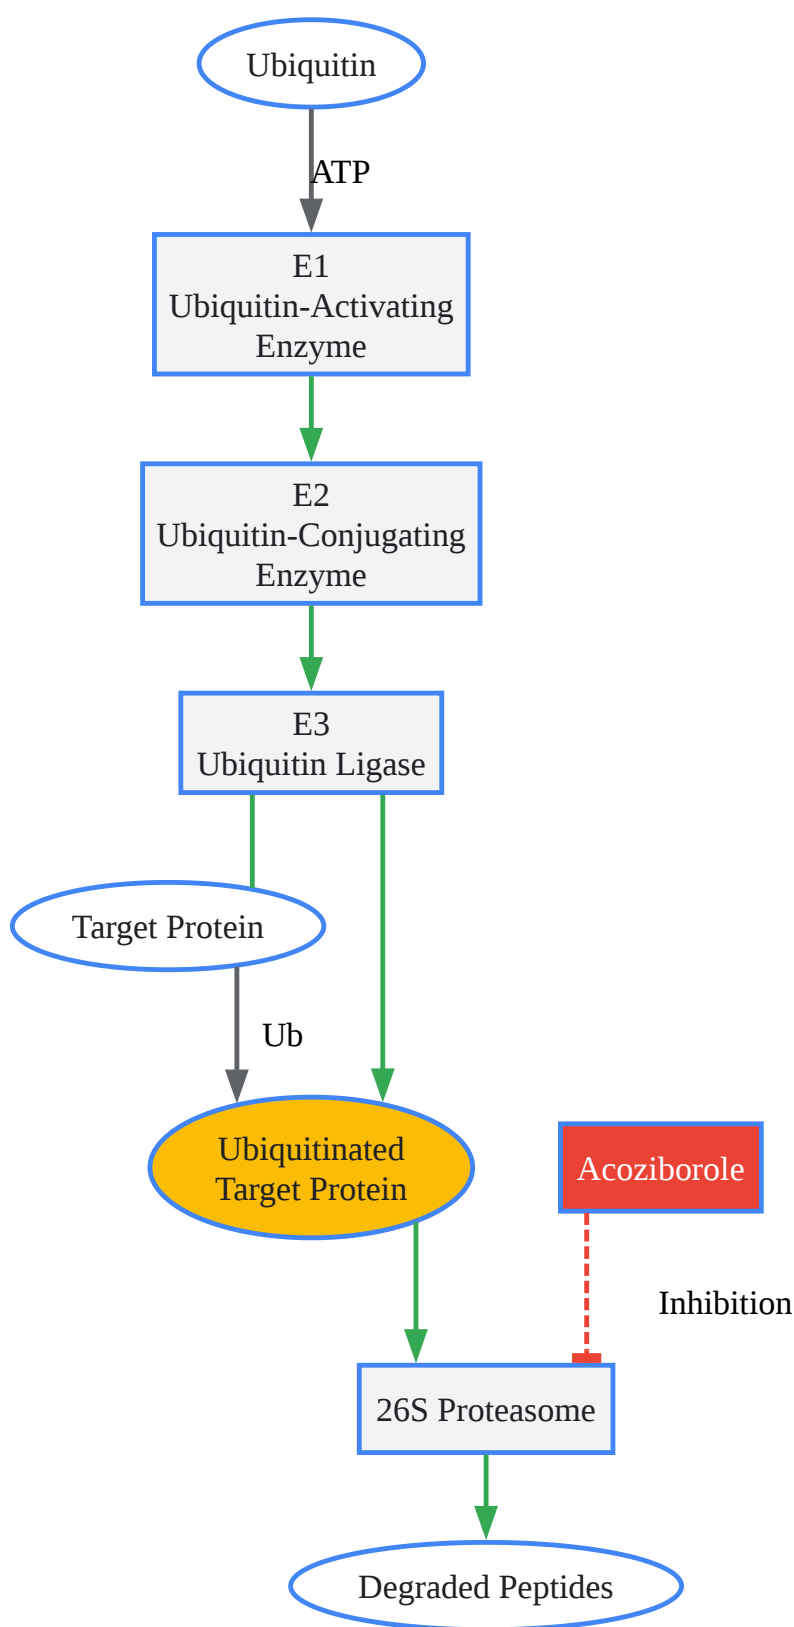 Ubiquitin
ATP
E1
Ubiquitin-Activating
Enzyme
E2
Ubiquitin-Conjugating
Enzyme
E3
Ubiquitin Ligase
Target Protein
Ub
Ubiquitinated
Target Protein
Acoziborole
Inhibition
26S Proteasome
Degraded Peptides